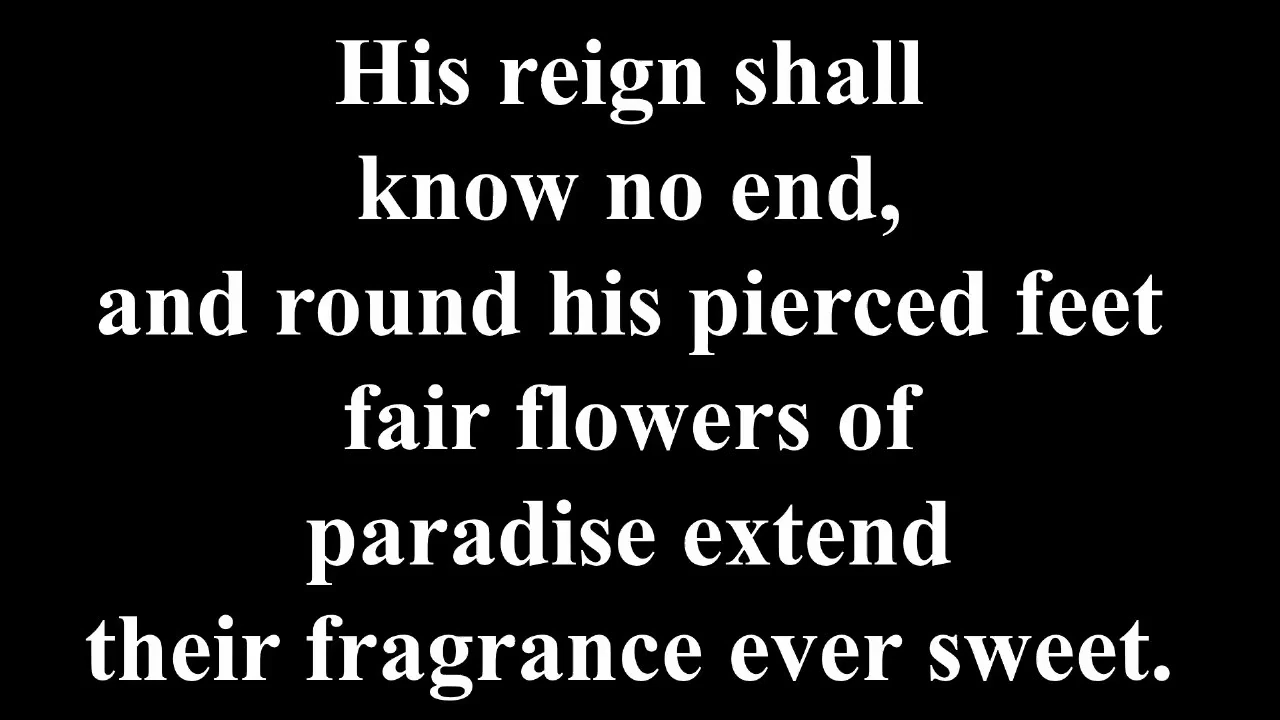 His reign shall
know no end,
and round his pierced feet
fair flowers of
paradise extend
their fragrance ever sweet.